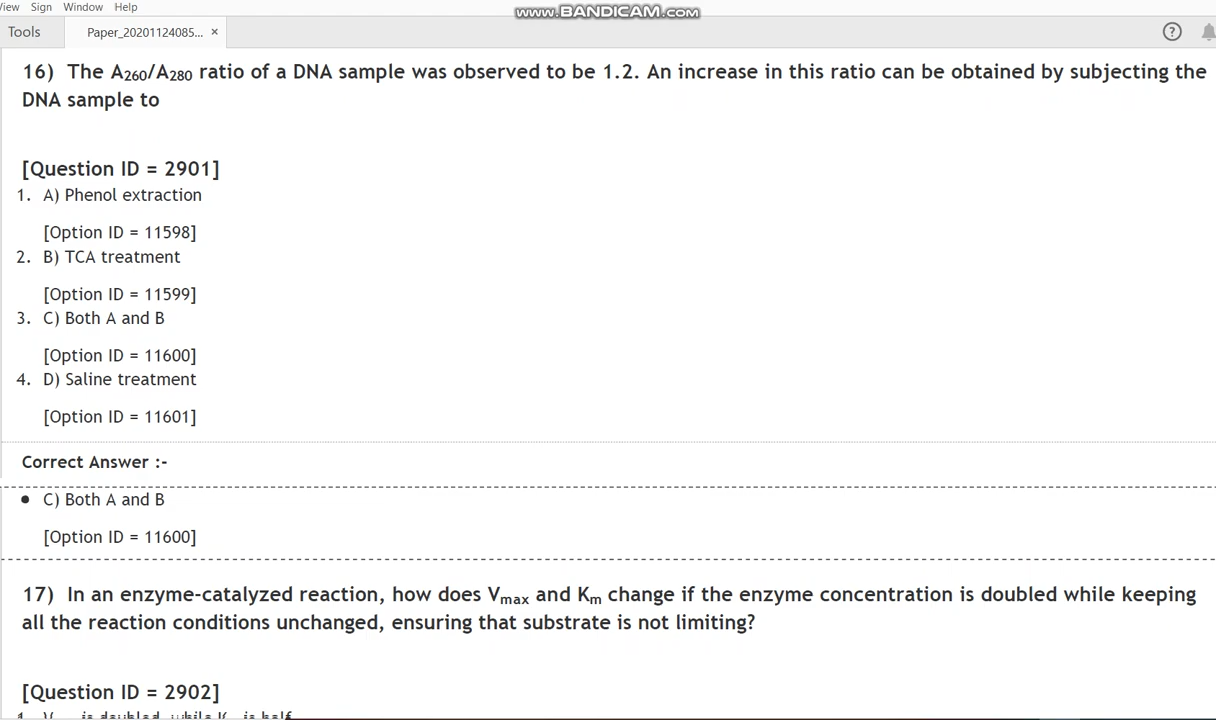 View Sign Window Help
www.BANDICAM.com
Tools Paper_20201124085... ×
16) The A260/A280 ratio of a DNA sample was observed to be 1.2. An increase in this ratio can be obtained by subjecting the
DNA sample to
[Question ID = 2901]
1. A) Phenol extraction
[Option ID = 11598]
2. B) TCA treatment
[Option ID = 11599]
3. C) Both A and B
[Option ID = 11600]
4. D) Saline treatment
[Option ID = 11601]
Correct Answer :-
• C) Both A and B
[Option ID = 11600]
17) In an enzyme-catalyzed reaction, how does Vmax and Km change if the enzyme concentration is doubled while keeping
all the reaction conditions unchanged, ensuring that substrate is not limiting?
[Question ID = 2902]
is doubled, while is half